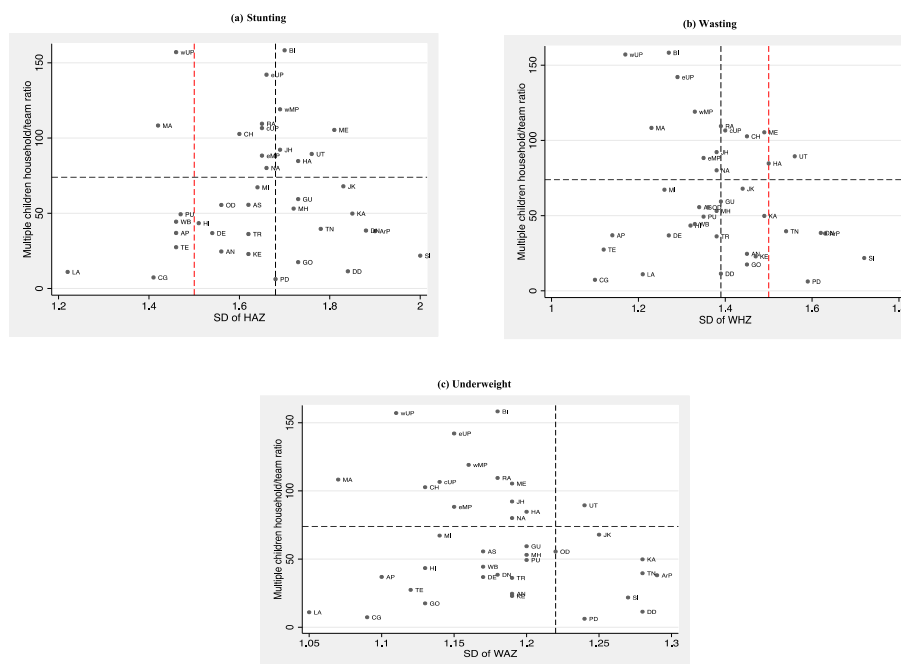 (a) Stunting
Multiple children household/team ratio
150
100
50
0
wUP
BI
eUP
wMP
MA
RA
cUP
CH
ME
JH
eMP
UT
HA
NA
MI
JK
OD
AS
GU
PU
MH
KA
WB
HI
AP
DE
TR
TN
ArP
TE
AN
KE
GO
SI
LA
CG
PD
DD
1.2
1.4
1.6
1.8
2
SD of HAZ
(b) Wasting
Multiple children household/team ratio
150
100
50
0
wUP
BI
eUP
wMP
MA
RA
cUP
CH
ME
JH
eMP
UT
HA
NA
MI
JK
GU
MH
PU
KA
WB
HI
AP
DE
TR
TN
ArP
TE
AN
KE
GO
SI
LA
DD
CG
PD
1
1.2
1.4
1.6
1.8
SD of WHZ
(c) Underweight
Multiple children household/team ratio
150
100
50
0
wUP
BI
eUP
wMP
MA
RA
cUP
CH
ME
JH
eMP
UT
HA
NA
MI
JK
AS
GU
OD
MH
PU
KA
WB
HI
AP
DE
DN
TR
TN
ArP
TE
AN
KE
GO
SI
LA
DD
CG
PD
1.05
1.1
1.15
1.2
1.25
1.3
SD of WAZ